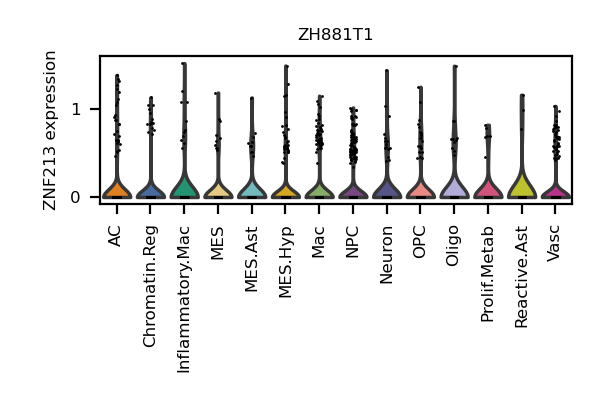 ZH881T1
ZNF213 expression
1
0
AC
Chromatin.Reg
Inflammatory.Mac
MES
MES.Ast
MES.Hyp
Mac
NPC
Neuron
OPC
Oligo
Prolif.Metab
Reactive.Ast
Vasc